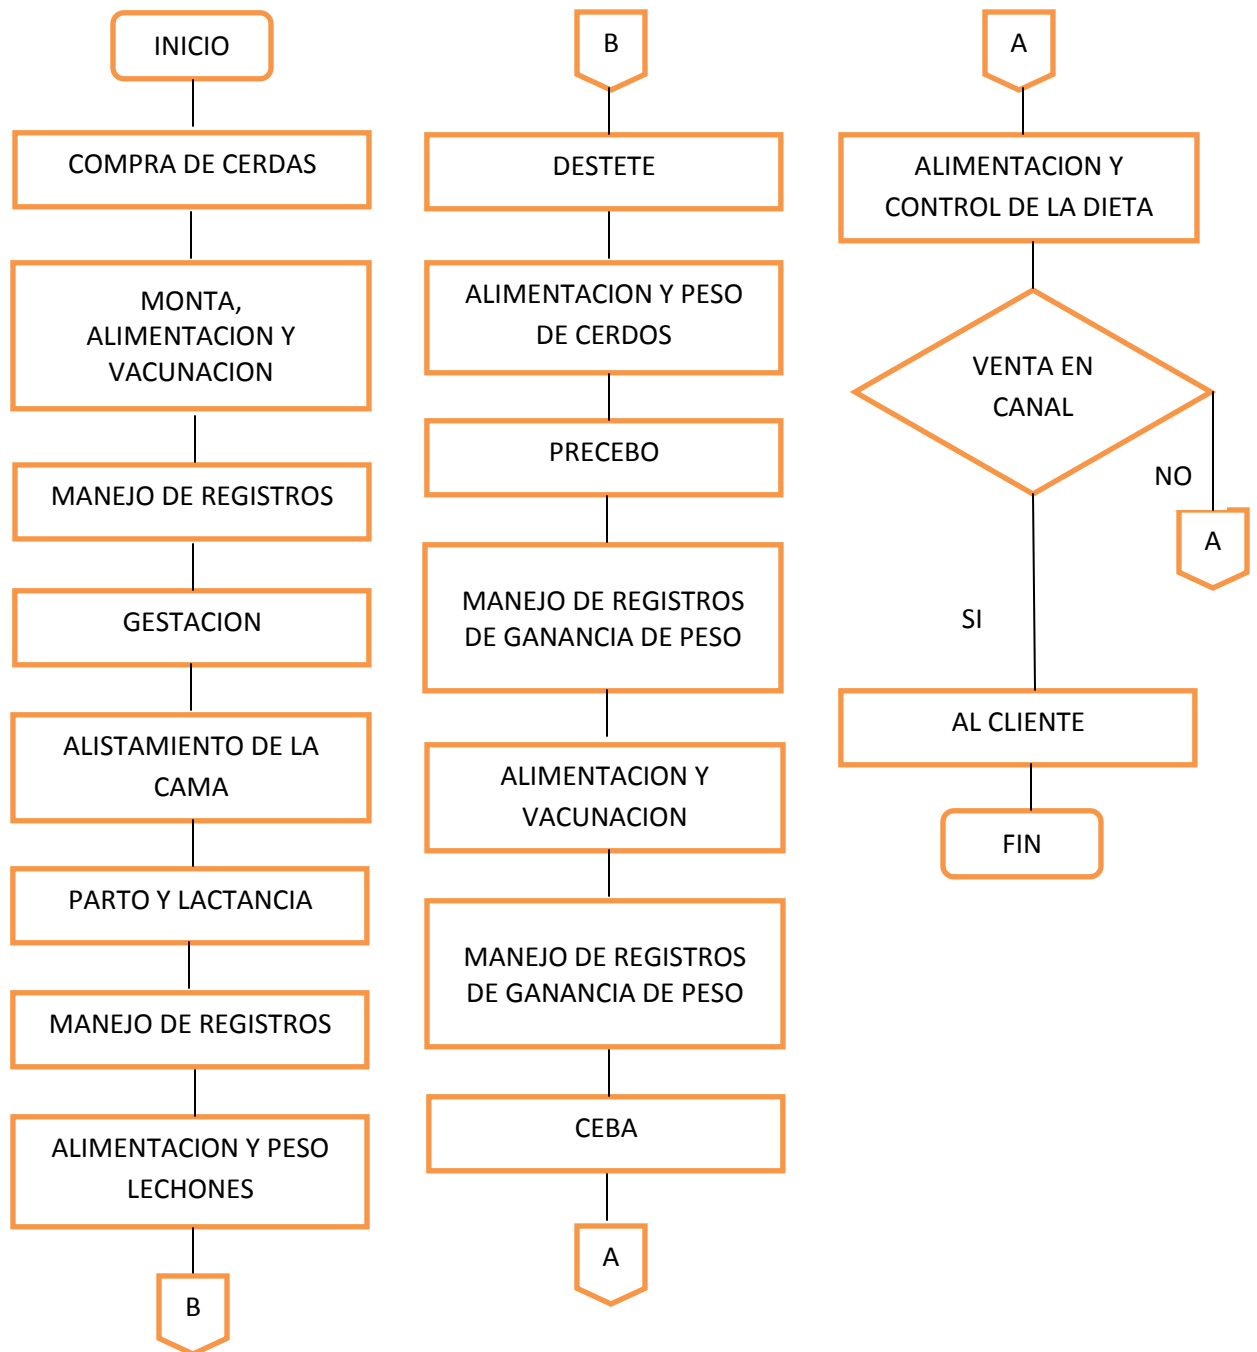 INICIO
COMPRA DE CERDAS
MONTA,
ALIMENTACION Y
VACUNACION
MANEJO DE REGISTROS
GESTACION
ALISTAMIENTO DE LA
CAMA
PARTO Y LACTANCIA
MANEJO DE REGISTROS
ALIMENTACION Y PESO
LECHONES
B
B
DESTETE
ALIMENTACION Y PESO
DE CERDOS
PRECEBO
MANEJO DE REGISTROS
DE GANANCIA DE PESO
ALIMENTACION Y
VACUNACION
MANEJO DE REGISTROS
DE GANANCIA DE PESO
CEBA
A
A
ALIMENTACION Y
CONTROL DE LA DIETA
VENTA EN
CANAL
NO
A
SI
AL CLIENTE
FIN